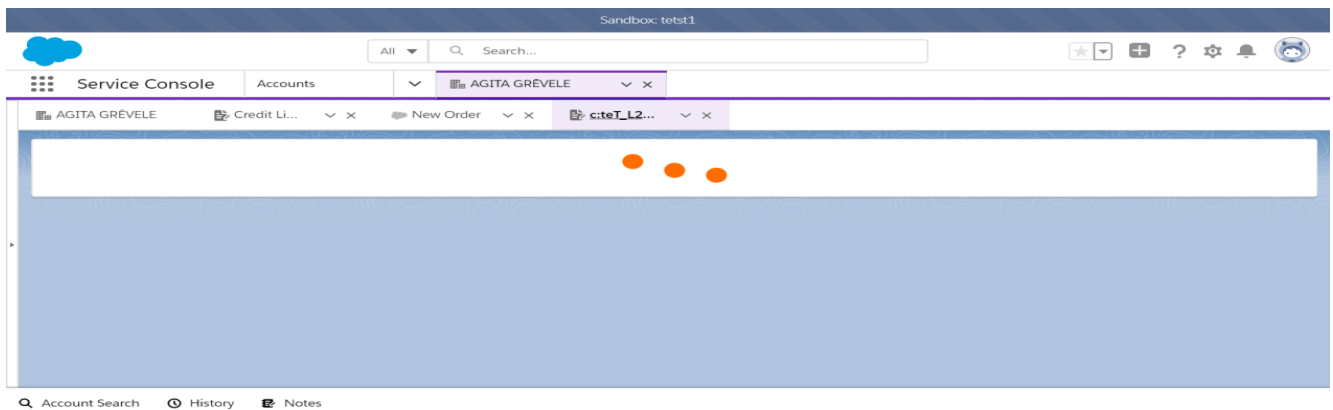 Sandbox: tetst1
All Search...
Service Console Accounts AGITA GRĒVELE
AGITA GRĒVELE Credit Li... New Order c:teT_L2...
Account Search History Notes